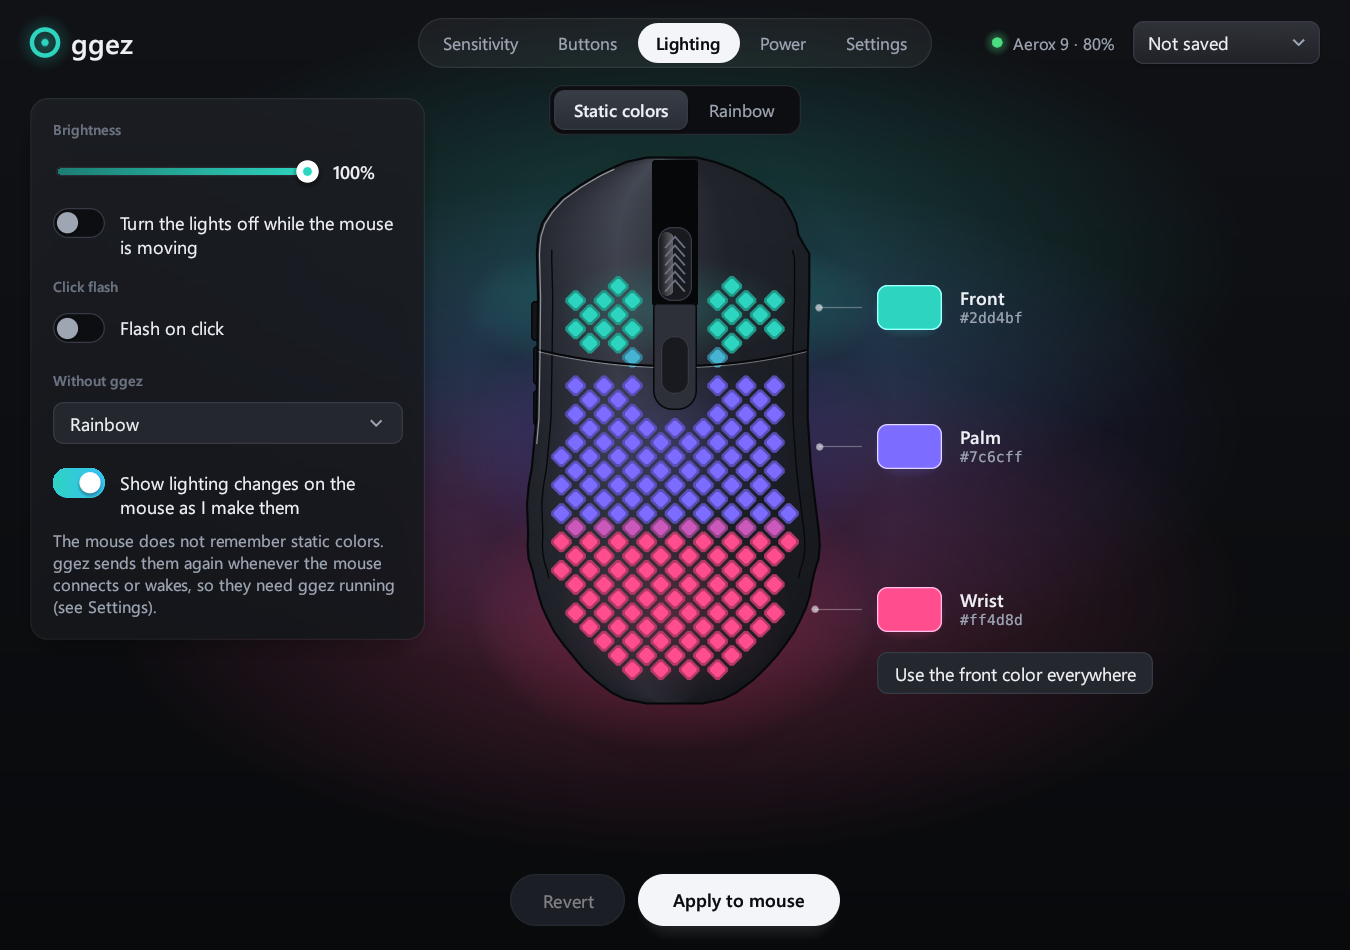 ggez
Sensitivity
Buttons
Lighting
Power
Settings
Aerox 9 · 80%
Not saved
Static colors
Rainbow
Brightness
100%
Turn the lights off while the mouse
is moving
Click flash
Flash on click
Without ggez
Rainbow
Show lighting changes on the
mouse as I make them
The mouse does not remember static colors.
ggez sends them again whenever the mouse
connects or wakes, so they need ggez running
(see Settings).
Front
#2dd4bf
Palm
#7c6cff
Wrist
#ff4d8d
Use the front color everywhere
Revert
Apply to mouse